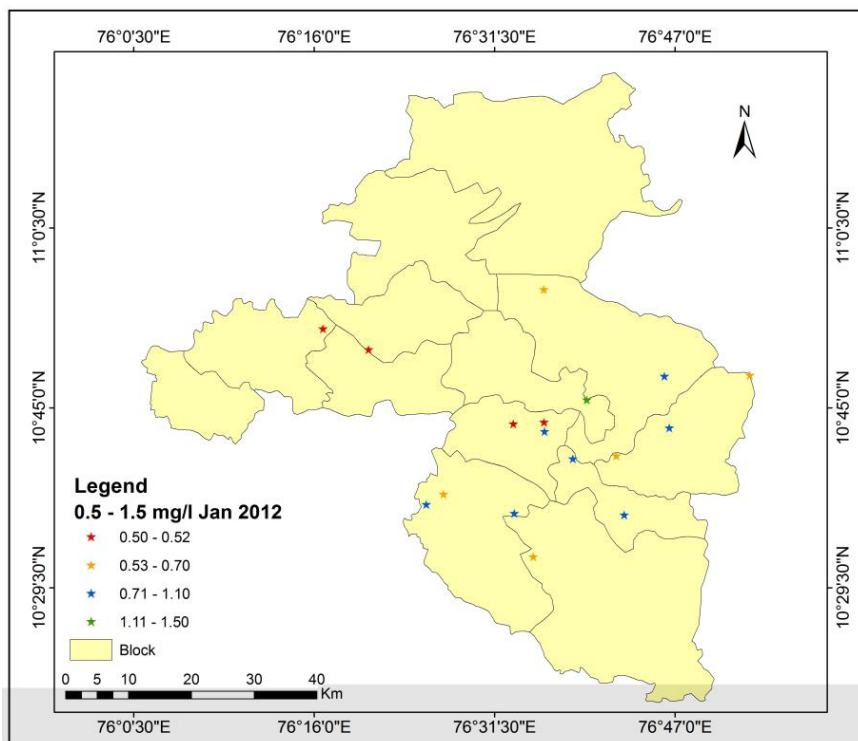 76°0'30"E 76°16'0"E 76°31'30"E 76°47'0"E
N
11°0'30"N 11°0'30"N
10°45'0"N 10°45'0"N
10°29'30"N 10°29'30"N
Legend
0.5 - 1.5 mg/l Jan 2012
0.50 - 0.52
0.53 - 0.70
0.71 - 1.10
1.11 - 1.50
Block
0 5 10 20 30 40
Km
76°0'30"E 76°16'0"E 76°31'30"E 76°47'0"E